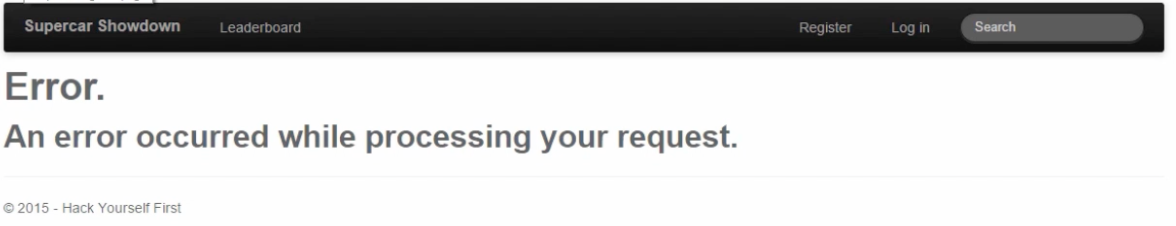 Supercar Showdown Leaderboard Register Log in Search
Error.
An error occurred while processing your request.
© 2015 - Hack Yourself First